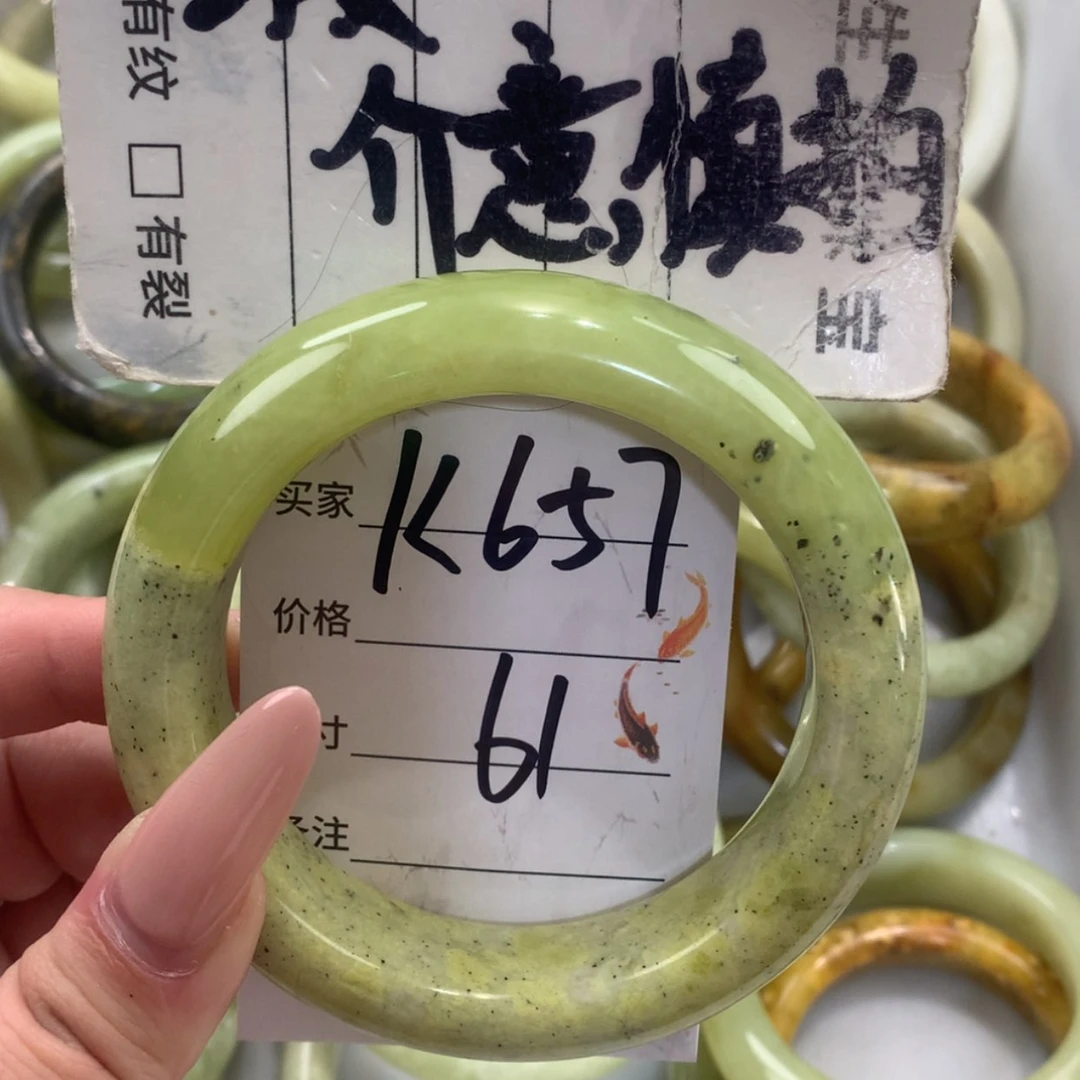 有纹 □ 有裂
介意慎拍
买家 K657
价格
寸 61
注